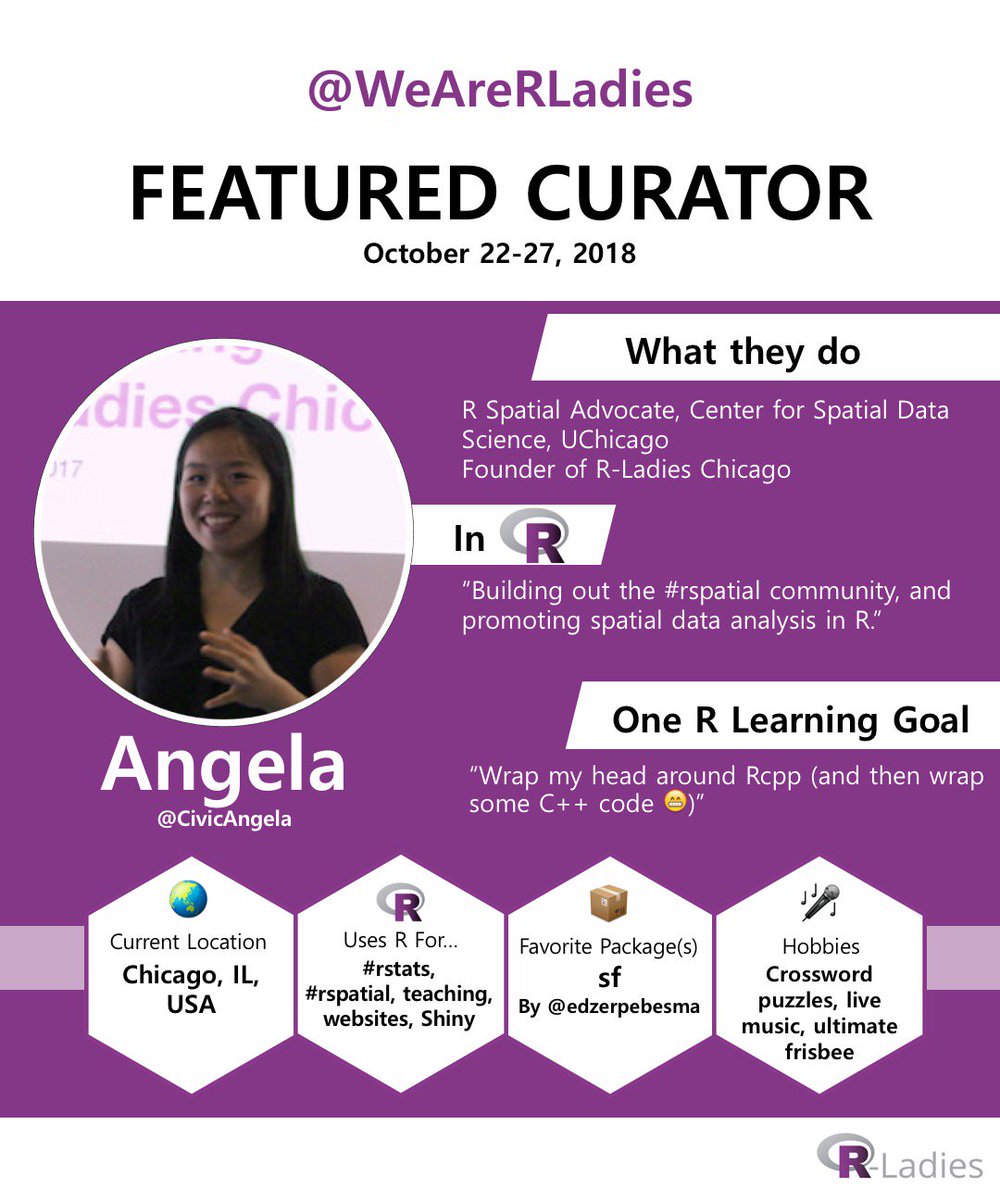 @WeAreRLadies
FEATURED CURATOR
October 22-27, 2018
What they do
R Spatial Advocate, Center for Spatial Data
Science, UChicago
Founder of R-Ladies Chicago
adies Chic
017
In R
“Building out the #rspatial community, and
promoting spatial data analysis in R.”
One R Learning Goal
“Wrap my head around Rcpp (and then wrap
some C++ code 😁)”
Angela
@CivicAngela
Current Location
Chicago, IL,
USA
R
Uses R For...
#rstats,
#rspatial, teaching,
websites, Shiny
Favorite Package(s)
sf
By @edzerpebesma
Hobbies
Crossword
puzzles, live
music, ultimate
frisbee
R-Ladies